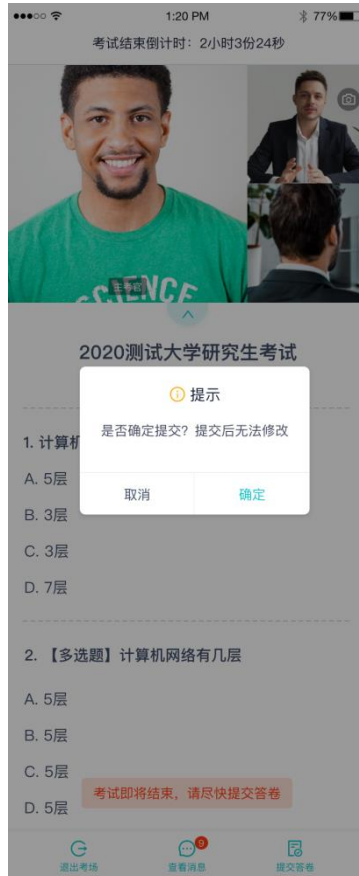 1:20 PM
77%
考试结束倒计时：2小时3份24秒
主考官
SCIENCE
2020测试大学研究生考试
提示
是否确定提交？提交后无法修改
取消
确定
1. 计算机
A. 5层
B. 3层
C. 3层
D. 7层
2. 【多选题】计算机网络有几层
A. 5层
B. 5层
C. 5层
D. 5层
考试即将结束，请尽快提交答卷
9
退出考场
查看消息
提交答卷